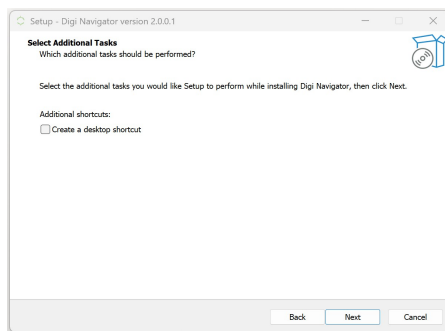 Setup - Digi Navigator version 2.0.0.1
Select Additional Tasks
Which additional tasks should be performed?
Select the additional tasks you would like Setup to perform while installing Digi Navigator, then click Next.
Additional shortcuts:
Create a desktop shortcut
Back Next Cancel